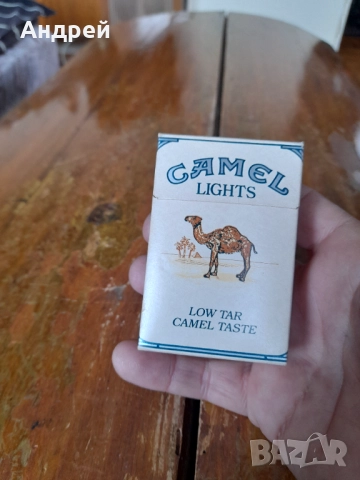 Андрей
CAMEL
LIGHTS
LOW TAR
CAMEL TASTE
BAZAR